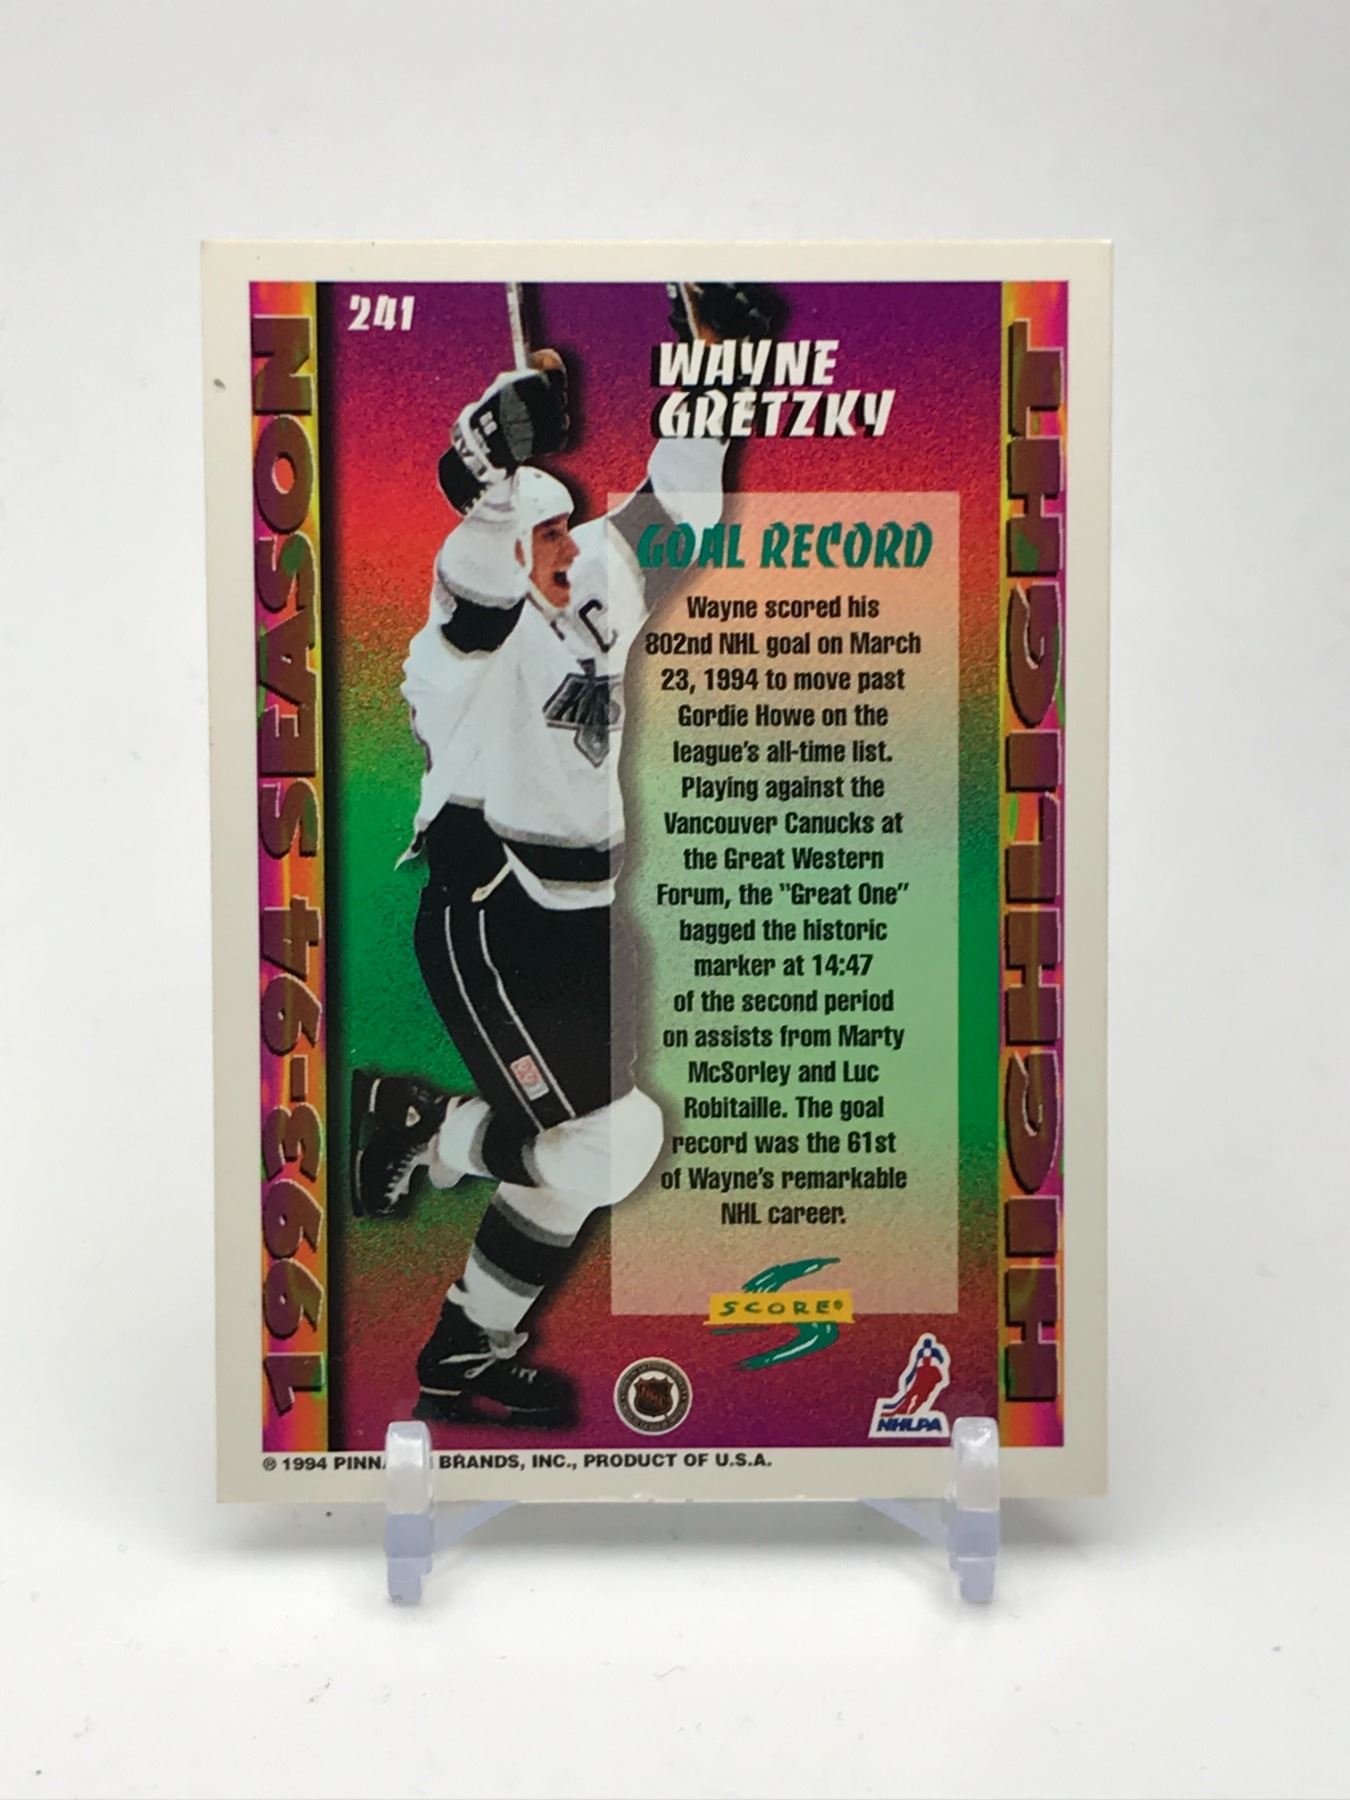 241
WAYNE
GRETZKY
1993-94 SEASON
HIGHLIGHT
GOAL RECORD
Wayne scored his
802nd NHL goal on March
23, 1994 to move past
Gordie Howe on the
league's all-time list.
Playing against the
Vancouver Canucks at
the Great Western
Forum, the "Great One"
bagged the historic
marker at 14:47
of the second period
on assists from Marty
McSorley and Luc
Robitaille. The goal
record was the 61st
of Wayne's remarkable
NHL career.
SCORE®
NHLPA
© 1994 BRANDS, INC., PRODUCT OF U.S.A.
C